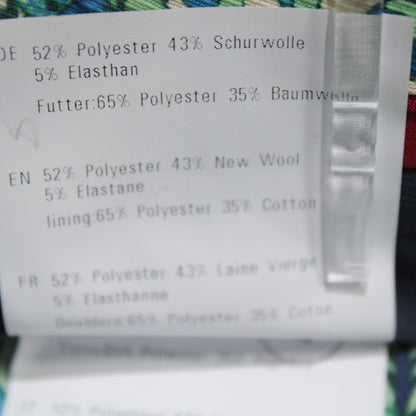 DE 52% Polyester 43% Schurwolle
5% Elasthan
Futter:65% Polyester 35% Baumwolle
EN 52% Polyester 43% New Wool
5% Elastane
lining:65% Polyester 35% Cotton
FR 52% Polyester 43% Laine Vierge
5% Elasthanne
Doublure:65% Polyester 35% Coton
52% Polyester